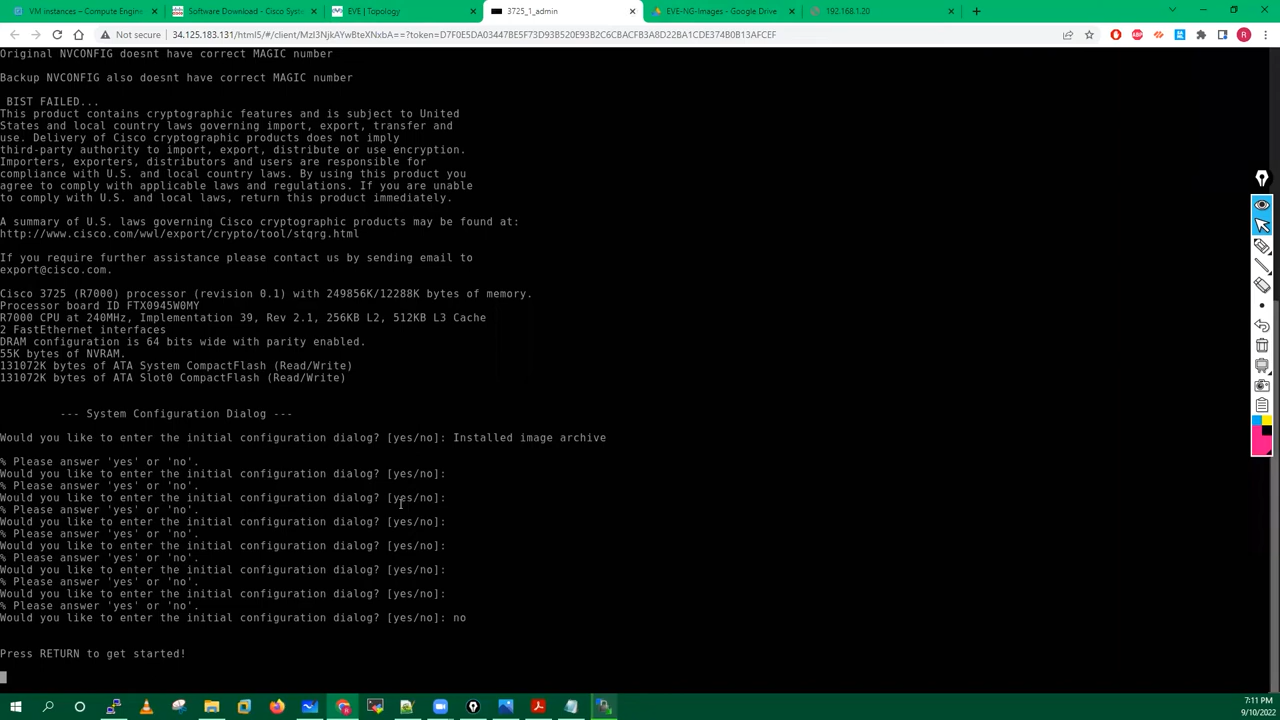 VM instances – Compute Engin
Software Download - Cisco Syste
EVE | Topology
3725_1_admin
EVE-NG-Images - Google Drive
192.168.1.20
Not secure
34.125.183.131/html5/#/client/MzI3NjkAYwBteXNxbA==?token=D7F0E5DA03447BE5F73D93B520E93B2C6CBACFB3A8D22BA1CDE374B0B13AFCEF
Original NVCONFIG doesnt have correct MAGIC number
Backup NVCONFIG also doesnt have correct MAGIC number
BIST FAILED...
This product contains cryptographic features and is subject to United
States and local country laws governing import, export, transfer and
use. Delivery of Cisco cryptographic products does not imply
third-party authority to import, export, distribute or use encryption.
Importers, exporters, distributors and users are responsible for
compliance with U.S. and local country laws. By using this product you
agree to comply with applicable laws and regulations. If you are unable
to comply with U.S. and local laws, return this product immediately.
A summary of U.S. laws governing Cisco cryptographic products may be found at:
http://www.cisco.com/wwl/export/crypto/tool/stqrg.html
If you require further assistance please contact us by sending email to
export@cisco.com.
Cisco 3725 (R7000) processor (revision 0.1) with 249856K/12288K bytes of memory.
Processor board ID FTX0945W0MY
R7000 CPU at 240MHz, Implementation 39, Rev 2.1, 256KB L2, 512KB L3 Cache
2 FastEthernet interfaces
DRAM configuration is 64 bits wide with parity enabled.
55K bytes of NVRAM.
131072K bytes of ATA System CompactFlash (Read/Write)
131072K bytes of ATA Slot0 CompactFlash (Read/Write)
--- System Configuration Dialog ---
Would you like to enter the initial configuration dialog? [yes/no]: Installed image archive
% Please answer 'yes' or 'no'.
Would you like to enter the initial configuration dialog? [yes/no]:
% Please answer 'yes' or 'no'.
Would you like to enter the initial configuration dialog? [yes/no]:
% Please answer 'yes' or 'no'.
Would you like to enter the initial configuration dialog? [yes/no]:
% Please answer 'yes' or 'no'.
Would you like to enter the initial configuration dialog? [yes/no]:
% Please answer 'yes' or 'no'.
Would you like to enter the initial configuration dialog? [yes/no]:
% Please answer 'yes' or 'no'.
Would you like to enter the initial configuration dialog? [yes/no]:
% Please answer 'yes' or 'no'.
Would you like to enter the initial configuration dialog? [yes/no]: no
Press RETURN to get started!
7:11 PM
9/10/2022